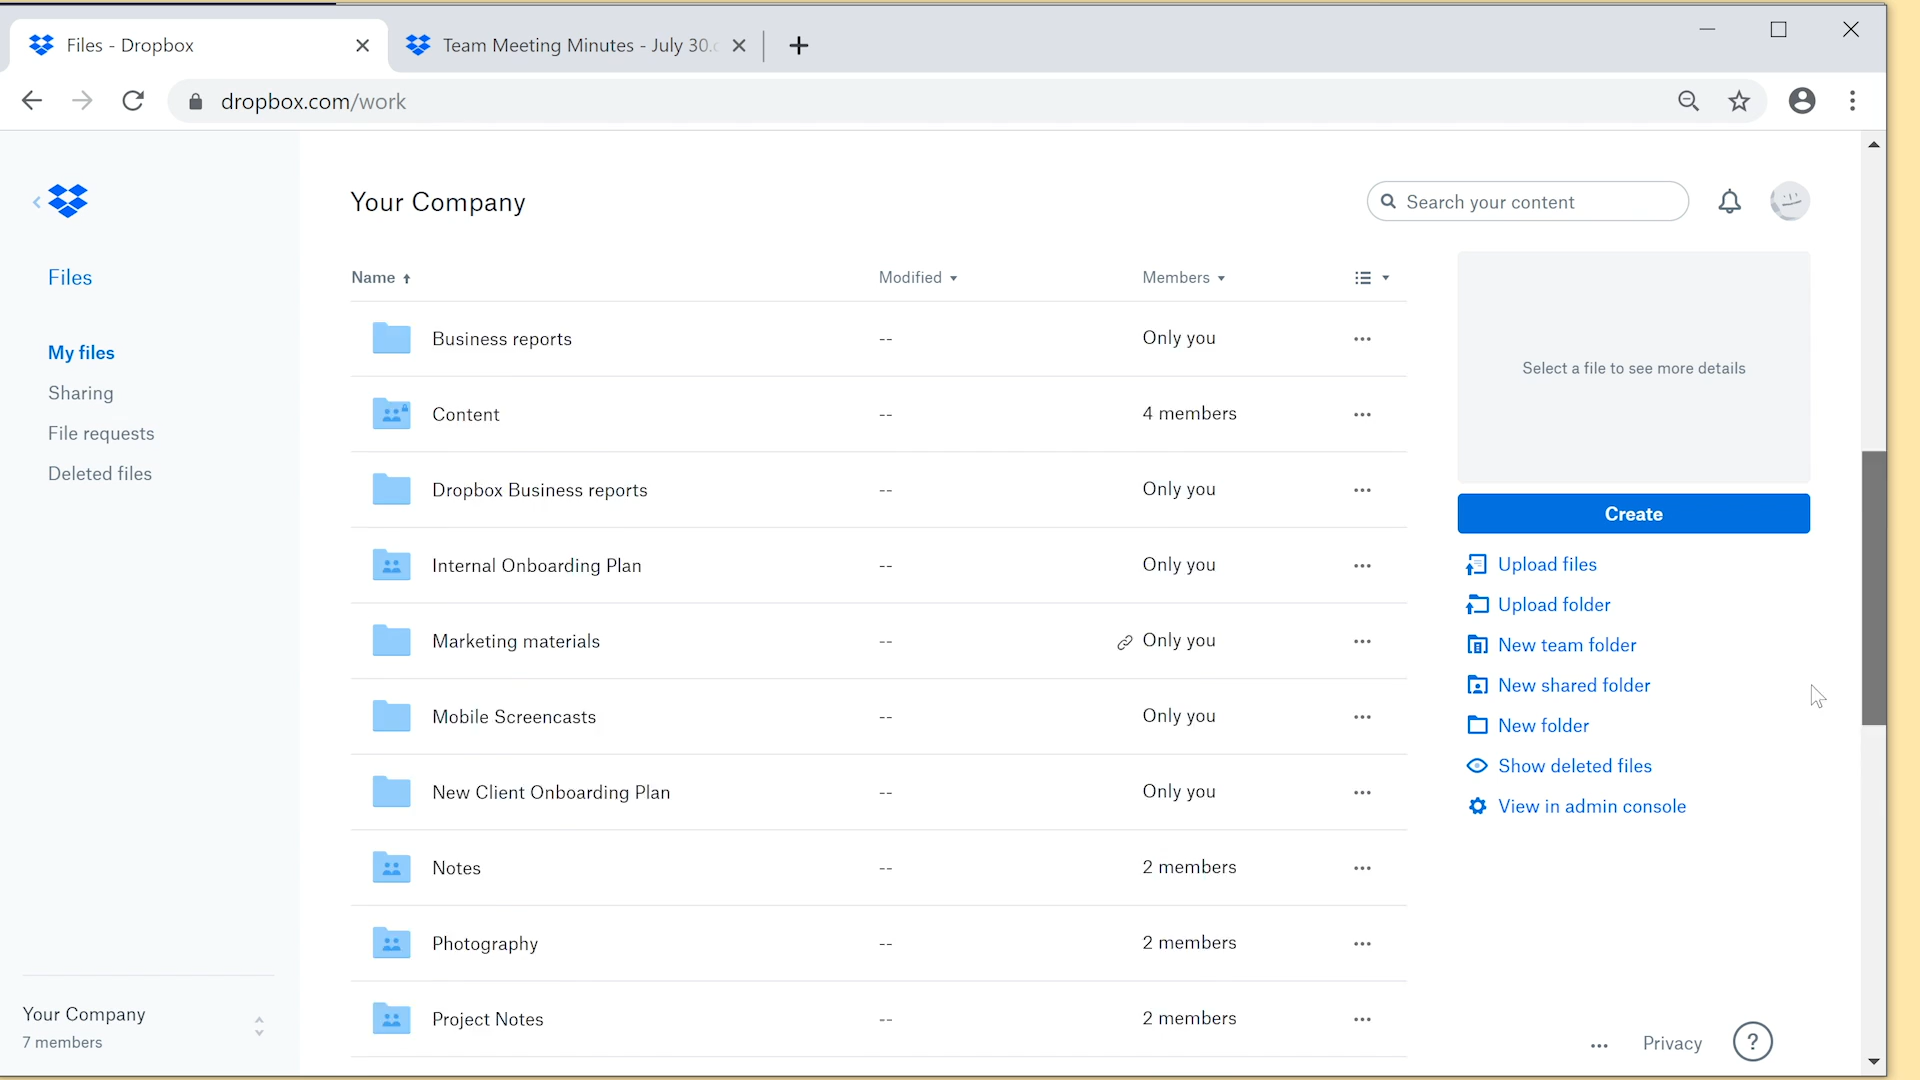 Files - Dropbox
Team Meeting Minutes - July 30.
dropbox.com/work
Your Company
Search your content
Files
My files
Sharing
File requests
Deleted files
Name Modified Members
Business reports -- Only you
Content -- 4 members
Dropbox Business reports -- Only you
Internal Onboarding Plan -- Only you
Marketing materials -- Only you
Mobile Screencasts -- Only you
New Client Onboarding Plan -- Only you
Notes -- 2 members
Photography -- 2 members
Project Notes -- 2 members
Select a file to see more details
Create
Upload files
Upload folder
New team folder
New shared folder
New folder
Show deleted files
View in admin console
Your Company
7 members
Privacy
?